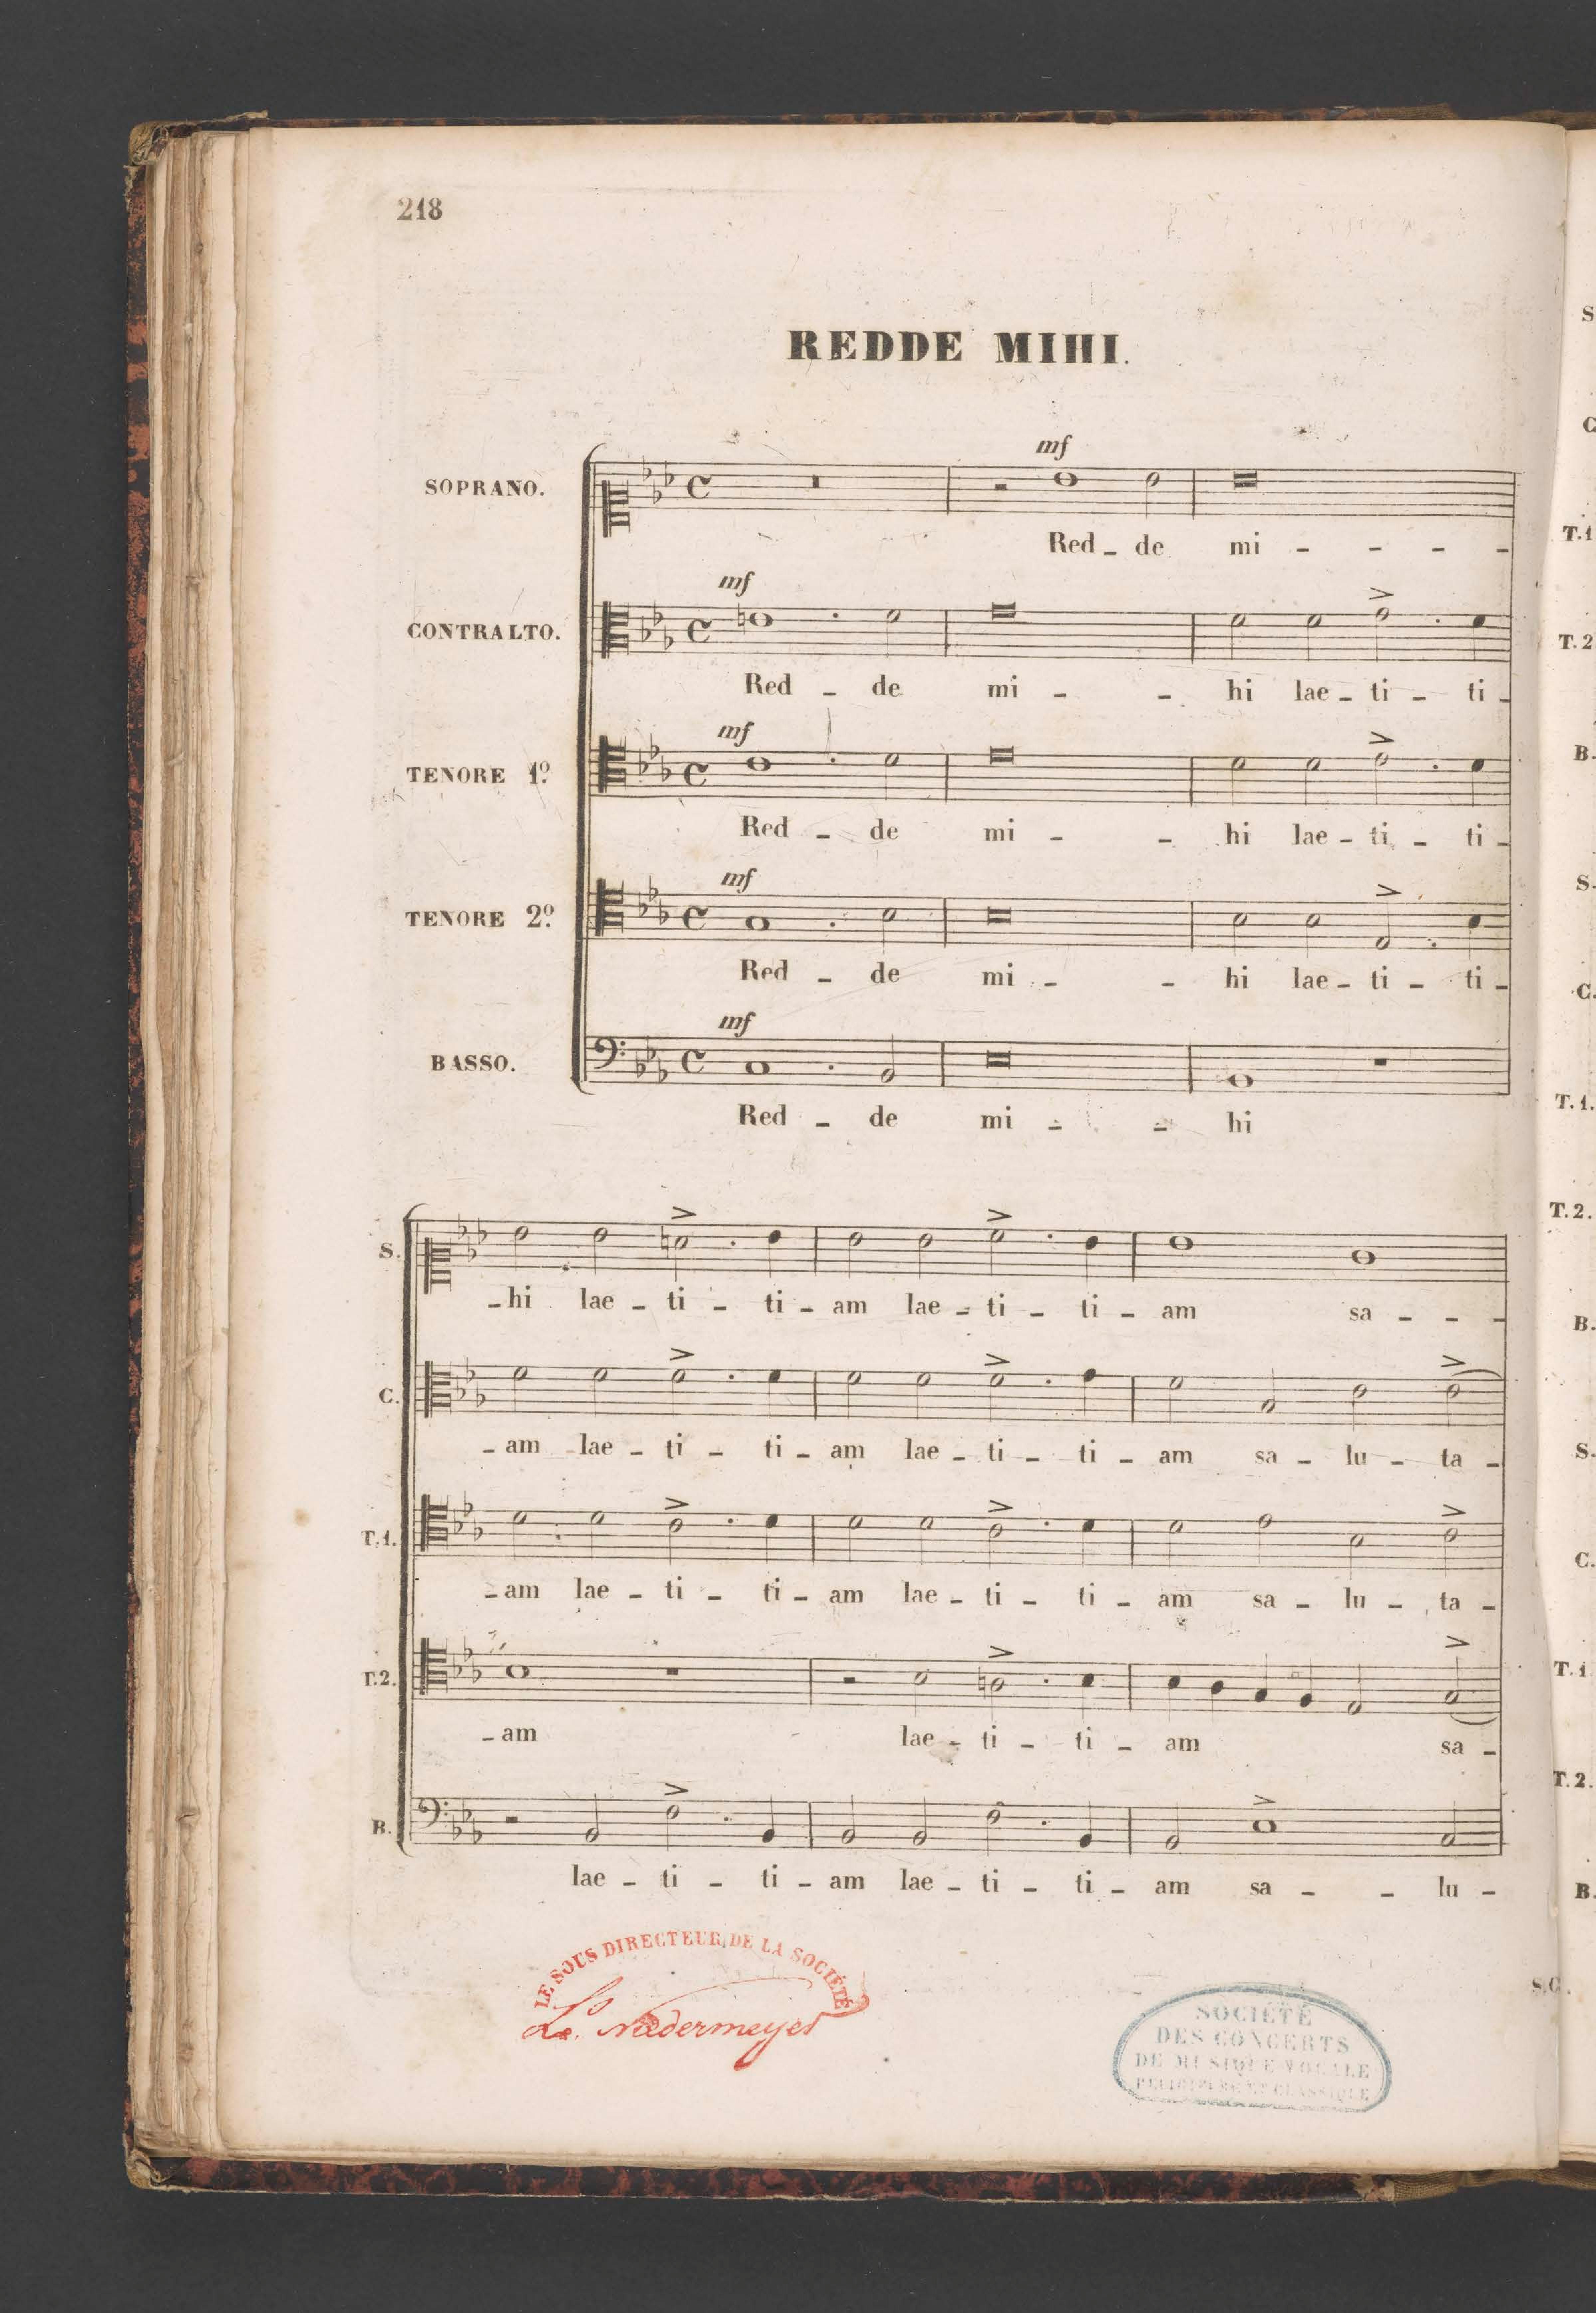 218
REDDE MIHI.
SOPRANO.
mf
Red - de mi - - - -
CONTRALTO.
mf
Red - de mi - - hi lae - ti - ti -
TENORE 1º
mf
Red - de mi - - hi lae - ti - ti -
TENORE 2º
mf
Red - de mi - - hi lae - ti - ti -
BASSO.
mf
Red - de mi - - hi
S.
- hi lae - ti - ti - am lae - ti - ti - am sa - - -
C.
- am lae - ti - ti - am lae - ti - ti - am sa - lu - ta -
T.1.
- am lae - ti - ti - am lae - ti - ti - am sa - lu - ta -
T.2.
- am lae - ti - ti - am sa -
B.
lae - ti - ti - am lae - ti - ti - am sa - - lu -
LE SOUS DIRECTEUR DE LA SOCIÉTÉ
Ls. Niedermeyer
SOCIÉTÉ
DES CONCERTS
DE MUSIQUE VOCALE
RELIGIEUSE ET CLASSIQUE
S
C
T.1
T.2
B.
S.
C.
T.1.
T.2.
B.
S.
C.
T.1
T.2.
B.
S.C.